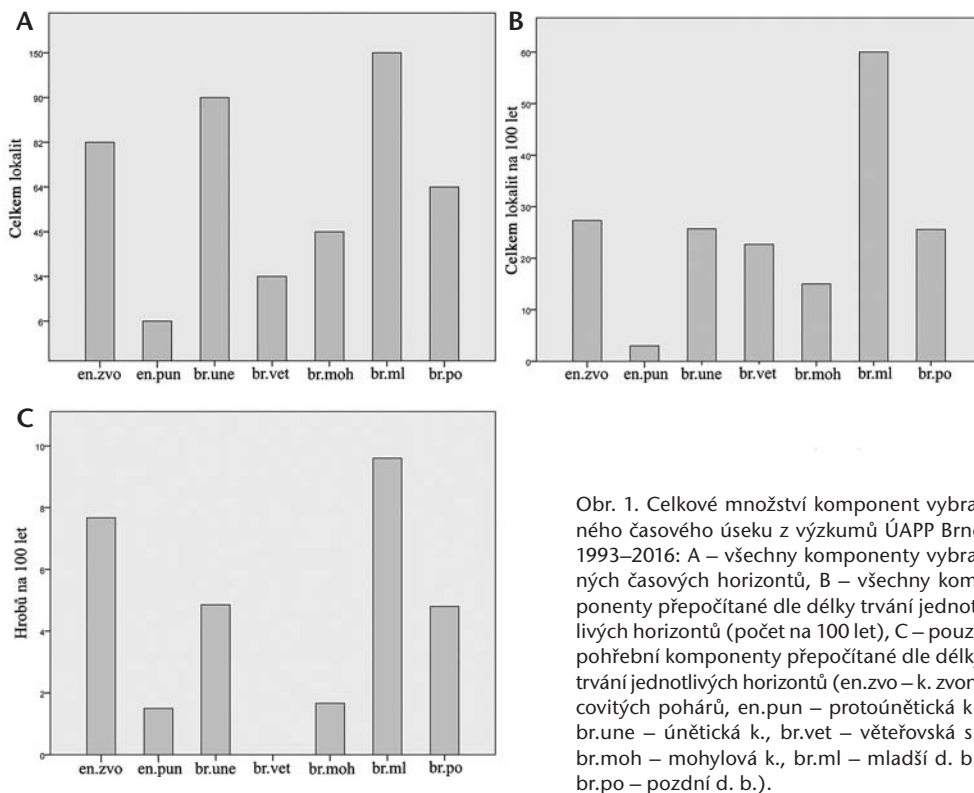 A
Celkem lokalit
150
90
82
64
45
34
6
en.zvo en.pun br.une br.vet br.moh br.ml br.po
B
Celkem lokalit na 100 let
60
50
40
30
20
10
0
en.zvo en.pun br.une br.vet br.moh br.ml br.po
C
Hrobů na 100 let
10
8
6
4
2
0
en.zvo en.pun br.une br.vet br.moh br.ml br.po
Obr. 1. Celkové množství komponent vybra
ného časového úseku z výzkumů ÚAPP Brno
1993–2016: A – všechny komponenty vybra
ných časových horizontů, B – všechny kom
ponenty přepočítané dle délky trvání jednot
livých horizontů (počet na 100 let), C – pouz
pohřební komponenty přepočítané dle délky
trvání jednotlivých horizontů (en.zvo – k. zvon
covitých pohárů, en.pun – protoúnětická k.
br.une – únětická k., br.vet – věteřovská s
br.moh – mohylová k., br.ml – mladší d. b.
br.po – pozdní d. b.).